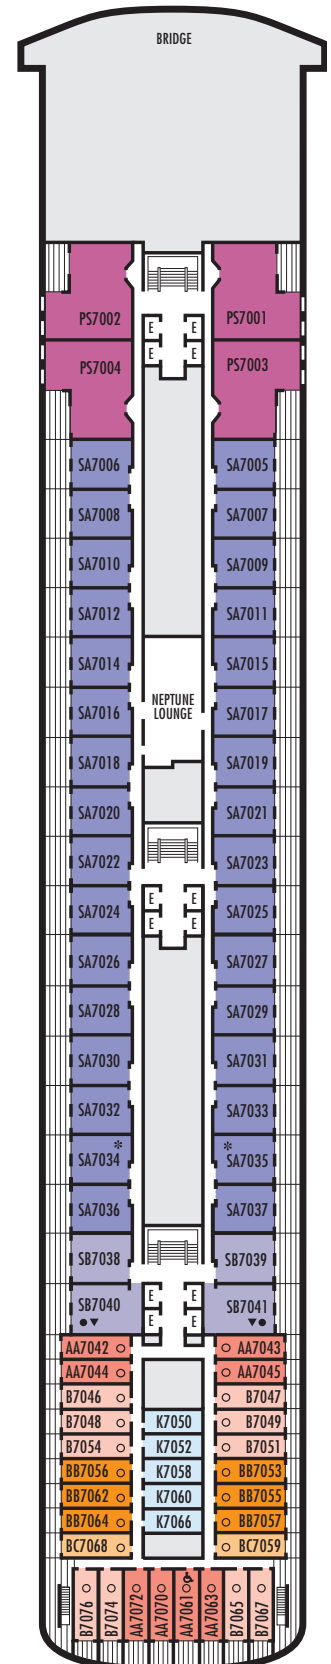 BRIDGE
PS7002 PS7001
E E
E E
PS7004 PS7003
SA7006 SA7005
SA7008 SA7007
SA7010 SA7009
SA7012 SA7011
SA7014 SA7015
NEPTUNE
LOUNGE
SA7016 SA7017
SA7018 SA7019
SA7020 SA7021
SA7022 SA7023
E E
SA7024 SA7025
E E
SA7026 SA7027
SA7028 SA7029
SA7030 SA7031
SA7032 SA7033
* *
SA7034 SA7035
SA7036 SA7037
SB7038 SB7039
E E
SB7040 SB7041
E E
AA7042 AA7043
AA7044 AA7045
B7046 B7047
B7048 K7050 B7049
B7054 K7052 B7051
BB7056 K7058 BB7053
BB7062 K7060 BB7055
BB7064 K7066 BB7057
BC7068 BC7059
B7076 B7074 AA7072 AA7070 AA7061 AA7063 B7065 B7067